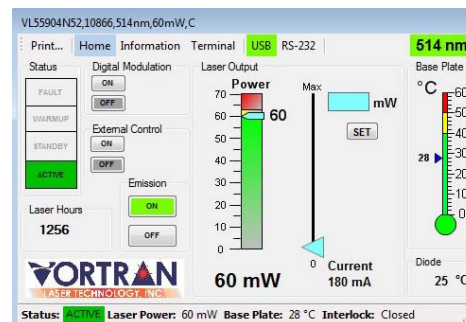 VL55904N52,10866,514nm,60mW,C
Print... Home Information Terminal USB RS-232 514 nm
Status Digital Modulation Laser Output Base Plate
FAULT
WARMUP
STANDBY
ACTIVE
ON
OFF
External Control
ON
OFF
Emission
ON
OFF
Laser Hours
1256
VORTRAN
LASER TECHNOLOGY, INC.
Power
70
60
50
40
30
20
10
0
60
60 mW
Max
0
mW
SET
Current
180 mA
°C
60
50
40
30
20
10
0
28
Diode
25 °C
Status: ACTIVE Laser Power: 60 mW Base Plate: 28 °C Interlock: Closed